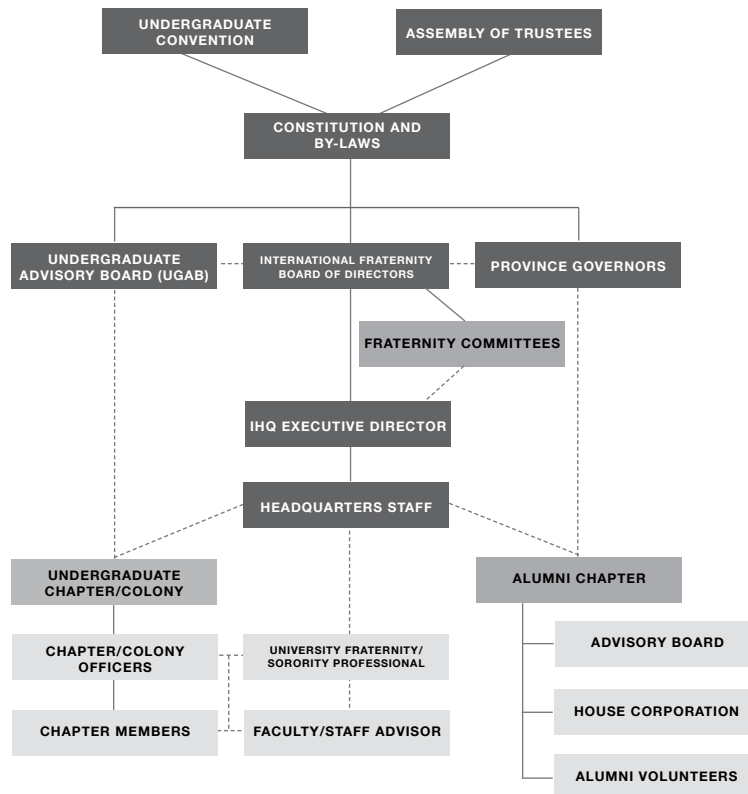 UNDERGRADUATE
CONVENTION
ASSEMBLY OF TRUSTEES
CONSTITUTION AND
BY-LAWS
UNDERGRADUATE
ADVISORY BOARD (UGAB)
INTERNATIONAL FRATERNITY
BOARD OF DIRECTORS
PROVINCE GOVERNORS
FRATERNITY COMMITTEES
IHQ EXECUTIVE DIRECTOR
HEADQUARTERS STAFF
UNDERGRADUATE
CHAPTER/COLONY
ALUMNI CHAPTER
CHAPTER/COLONY
OFFICERS
UNIVERSITY FRATERNITY/
SORORITY PROFESSIONAL
ADVISORY BOARD
CHAPTER MEMBERS
FACULTY/STAFF ADVISOR
HOUSE CORPORATION
ALUMNI VOLUNTEERS